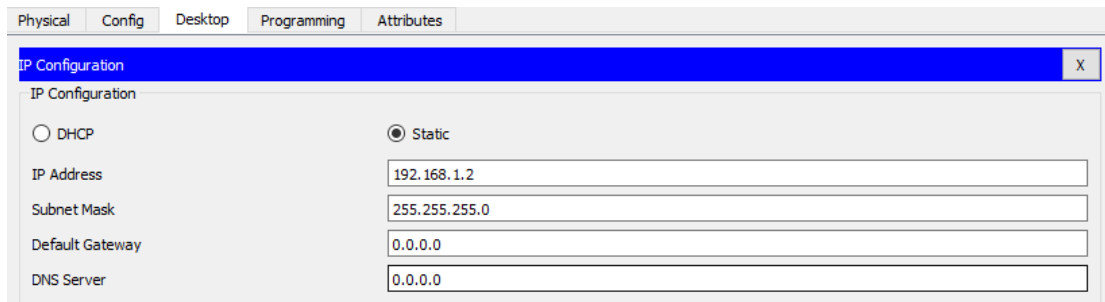 Physical Config Desktop Programming Attributes
IP Configuration X
IP Configuration
DHCP Static
IP Address 192.168.1.2
Subnet Mask 255.255.255.0
Default Gateway 0.0.0.0
DNS Server 0.0.0.0